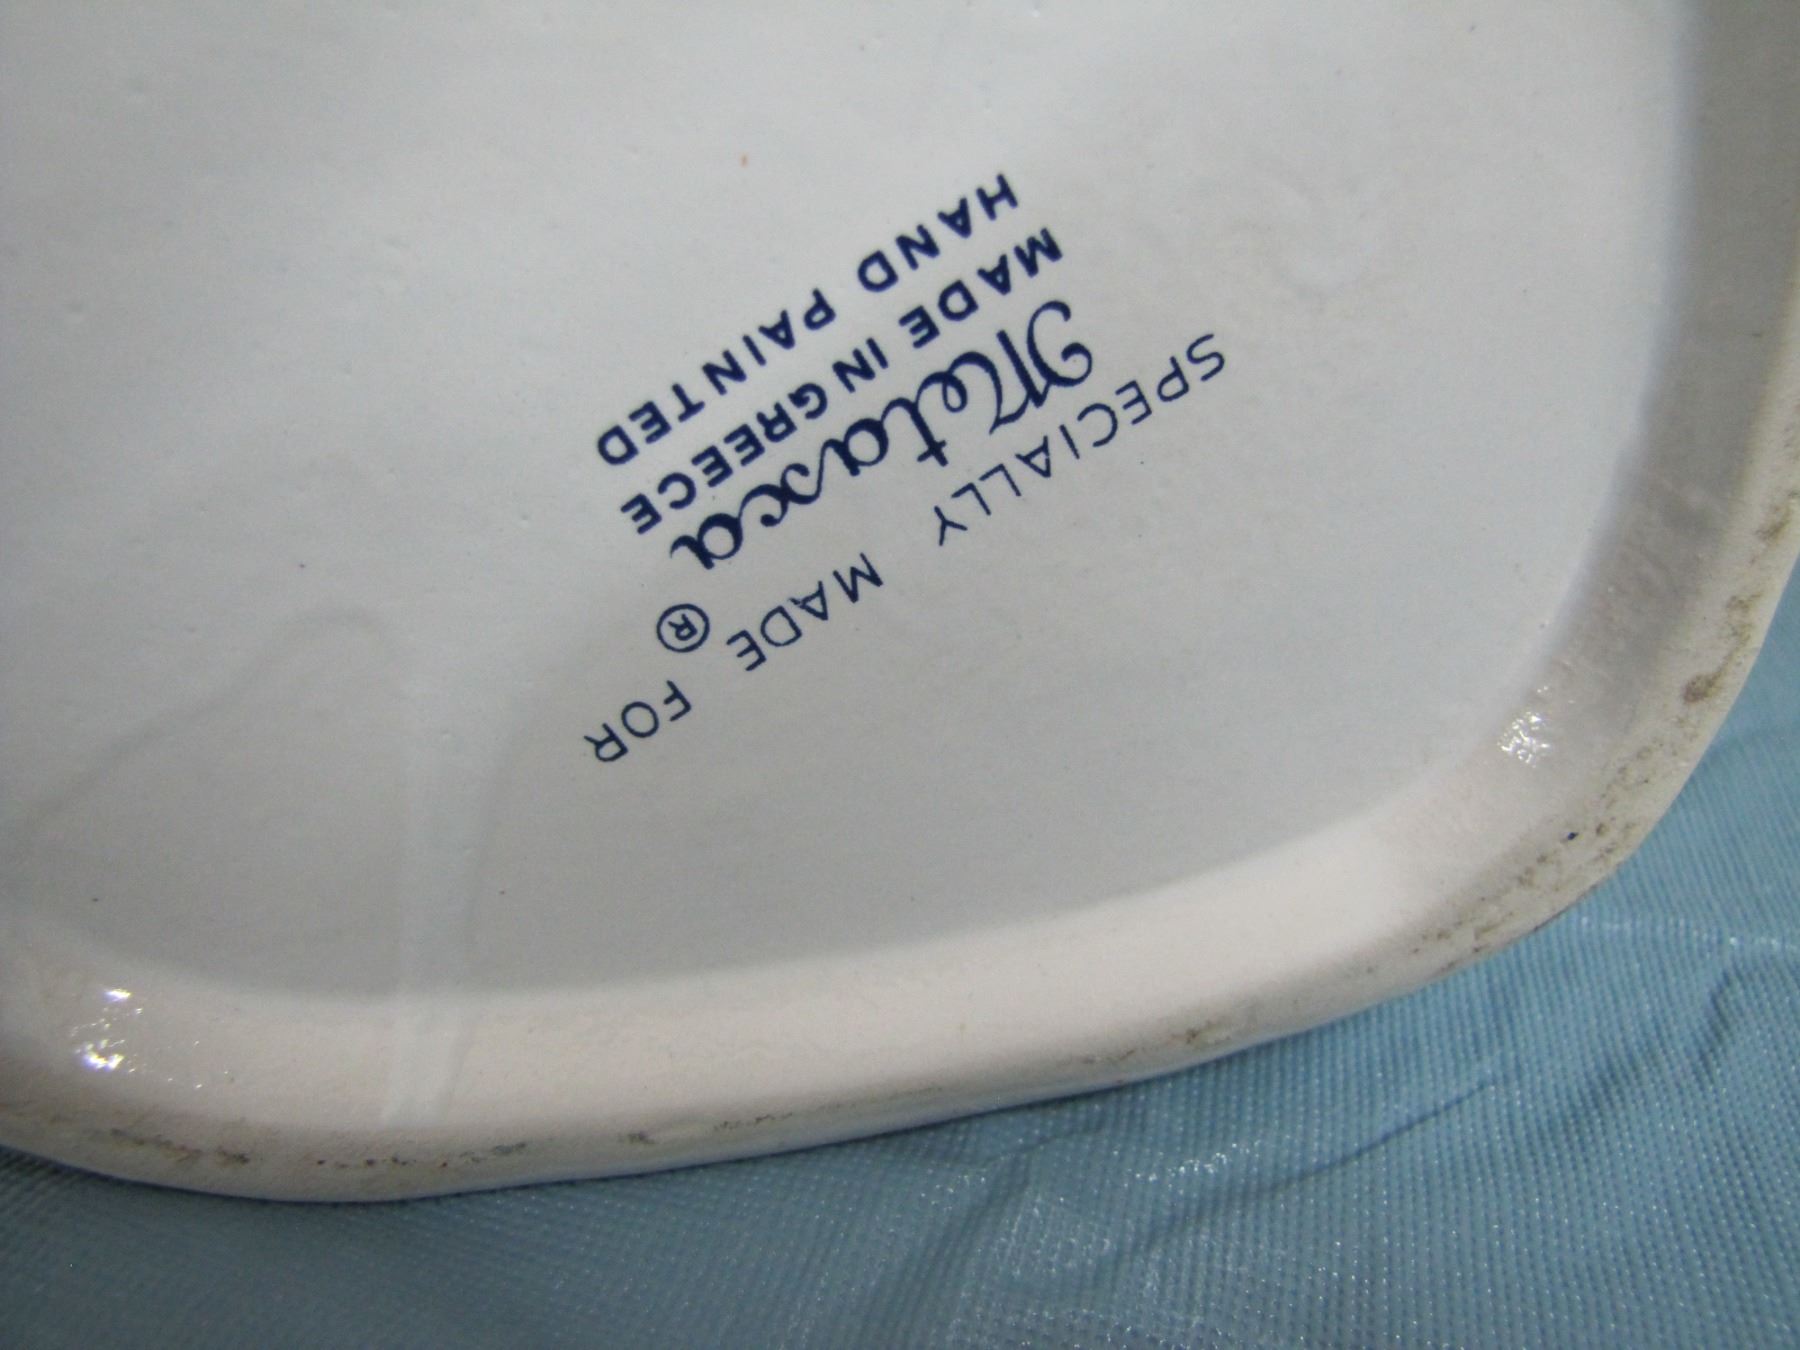 SPECIALLY MADE FOR
Metaxa ®
MADE IN GREECE
HAND PAINTED